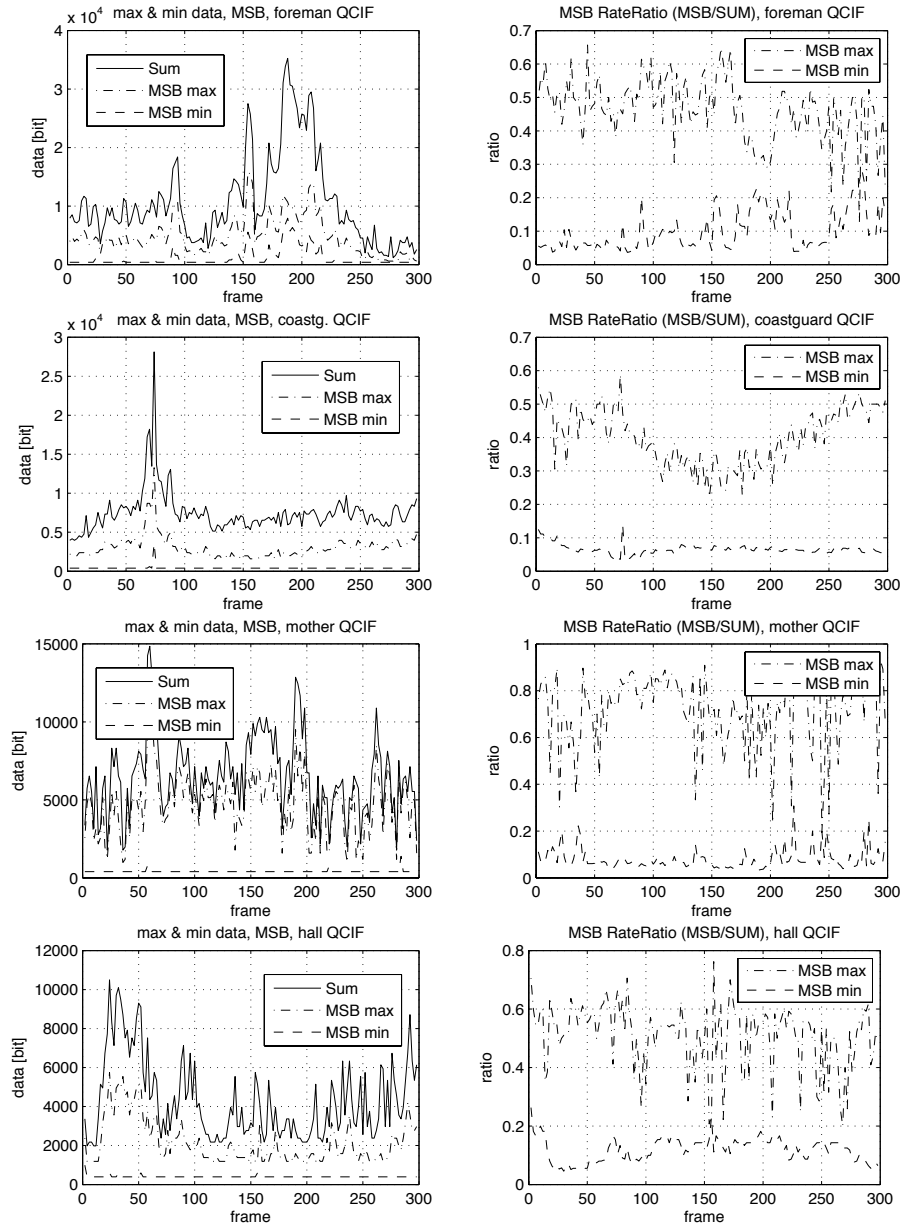 max & min data, MSB, foreman QCIF
x 10^4
4
3
2
1
0
data [bit]
Sum
MSB max
MSB min
0 50 100 150 200 250 300
frame
MSB RateRatio (MSB/SUM), foreman QCIF
0.7
0.6
0.5
0.4
0.3
0.2
0.1
0
ratio
MSB max
MSB min
0 50 100 150 200 250 300
frame
max & min data, MSB, coastg. QCIF
x 10^4
3
2.5
2
1.5
1
0.5
0
data [bit]
Sum
MSB max
MSB min
0 50 100 150 200 250 300
frame
MSB RateRatio (MSB/SUM), coastguard QCIF
0.7
0.6
0.5
0.4
0.3
0.2
0.1
0
ratio
MSB max
MSB min
0 50 100 150 200 250 300
frame
max & min data, MSB, mother QCIF
15000
10000
5000
0
data [bit]
Sum
MSB max
MSB min
0 50 100 150 200 250 300
frame
MSB RateRatio (MSB/SUM), mother QCIF
1
0.8
0.6
0.4
0.2
0
ratio
MSB max
MSB min
0 50 100 150 200 250 300
frame
max & min data, MSB, hall QCIF
12000
10000
8000
6000
4000
2000
0
data [bit]
Sum
MSB max
MSB min
0 50 100 150 200 250 300
frame
MSB RateRatio (MSB/SUM), hall QCIF
0.8
0.6
0.4
0.2
0
ratio
MSB max
MSB min
0 50 100 150 200 250 300
frame